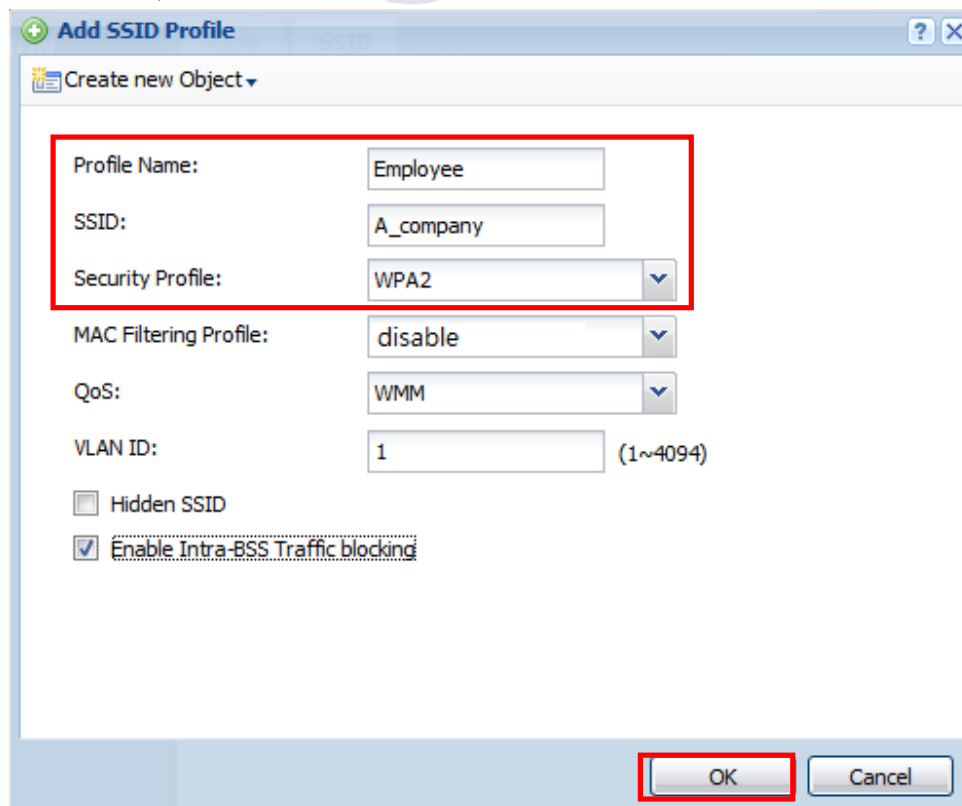 Add SSID Profile
SSID
?
Create new Object
Profile Name: Employee
SSID: A_company
Security Profile: WPA2
MAC Filtering Profile: disable
QoS: WMM
VLAN ID: 1 (1~4094)
Hidden SSID
Enable Intra-BSS Traffic blocking
OK Cancel